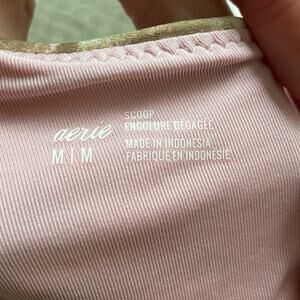 aerie
M | M
SCOOP
ENCOLURE DÉGAGÉE
MADE IN INDONESIA
FABRIQUÉ EN INDONÉSIE